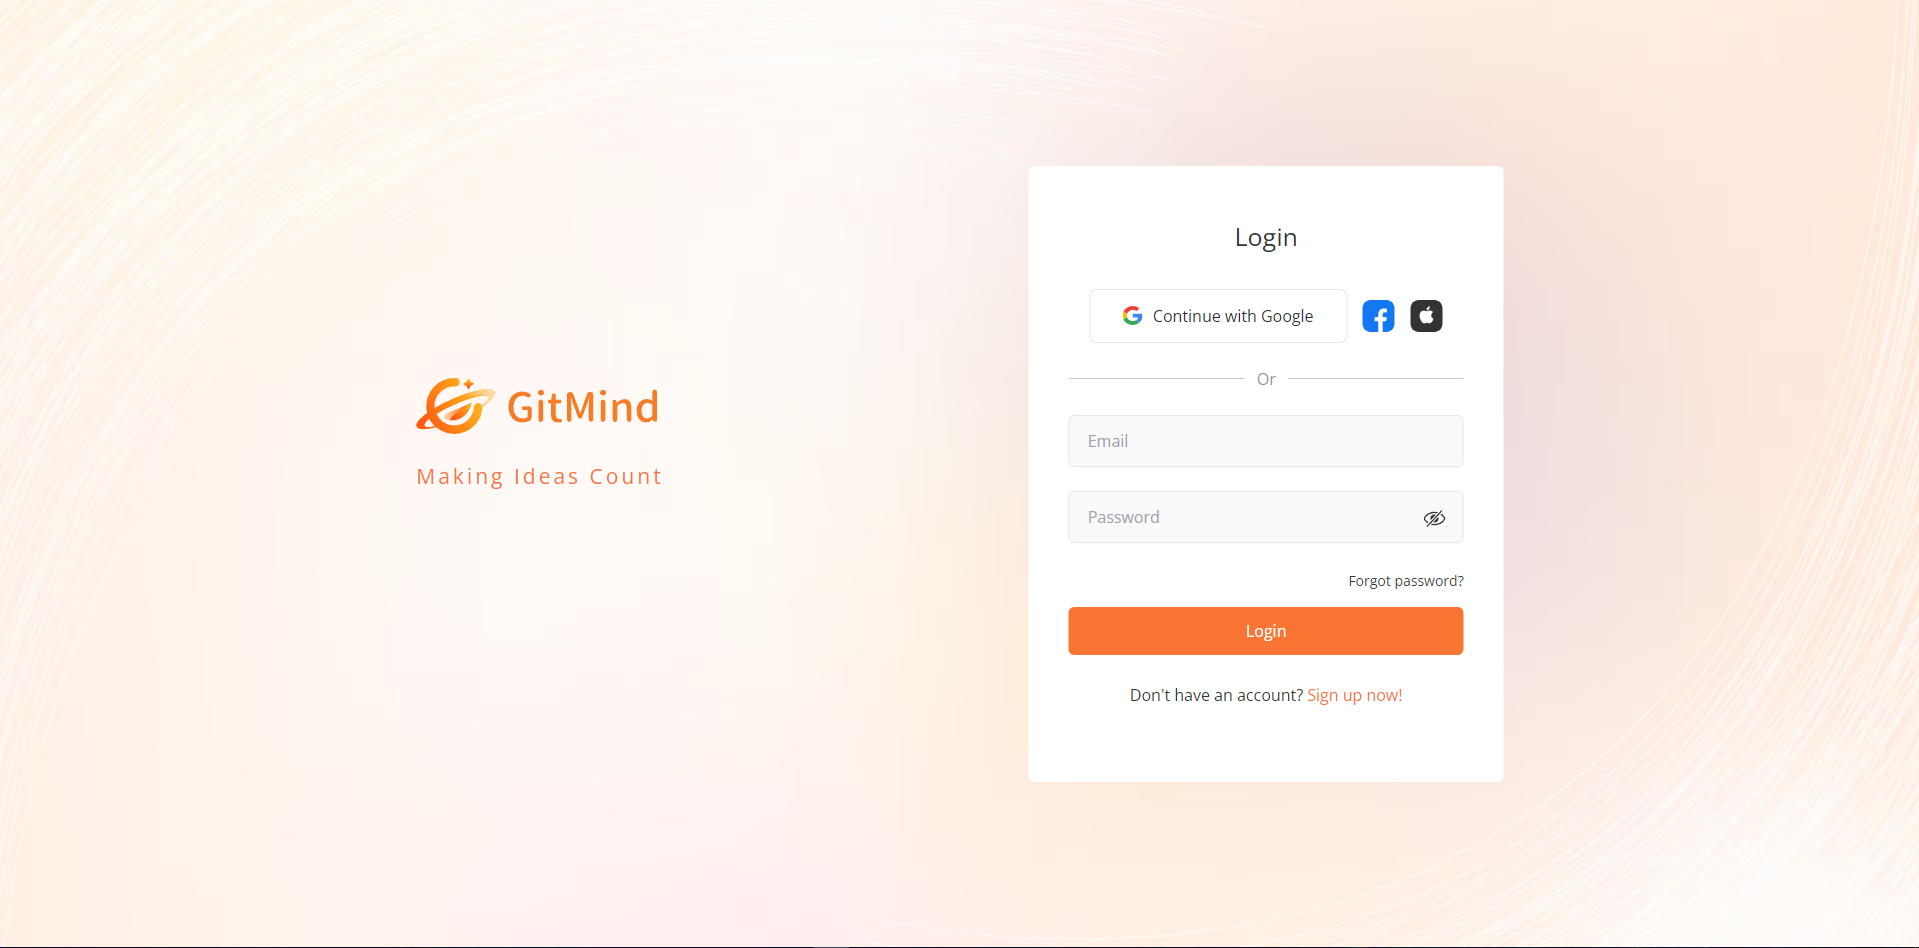 GitMind
Making Ideas Count
Login
Continue with Google
Or
Email
Password
Forgot password?
Login
Don't have an account? Sign up now!